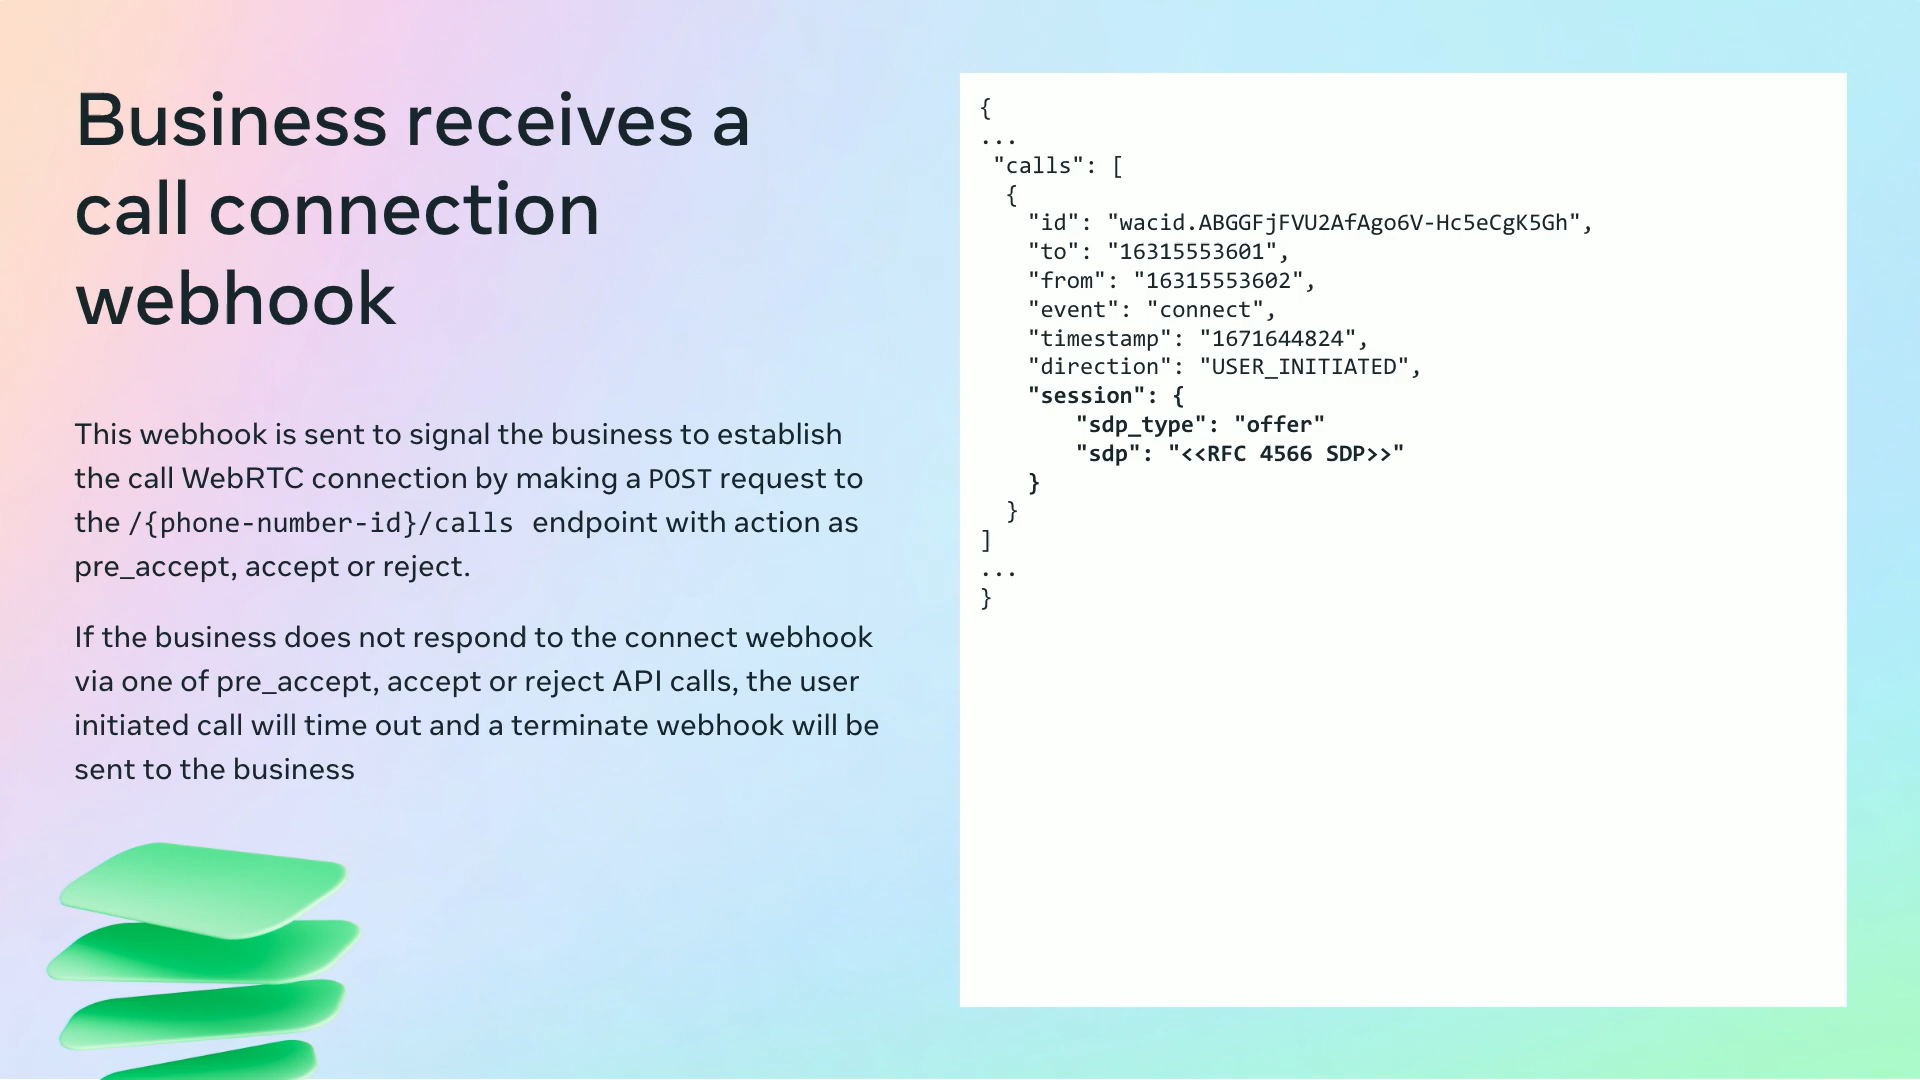 Business receives a
call connection
webhook
This webhook is sent to signal the business to establish
the call WebRTC connection by making a POST request to
the /{phone-number-id}/calls endpoint with action as
pre_accept, accept or reject.
If the business does not respond to the connect webhook
via one of pre_accept, accept or reject API calls, the user
initiated call will time out and a terminate webhook will be
sent to the business
{
...
"calls": [
{
"id": "wacid.ABGGFjFVU2AfAgo6V-Hc5eCgK5Gh",
"to": "16315553601",
"from": "16315553602",
"event": "connect",
"timestamp": "1671644824",
"direction": "USER_INITIATED",
"session": {
"sdp_type": "offer"
"sdp": "<<RFC 4566 SDP>>"
}
}
]
...
}